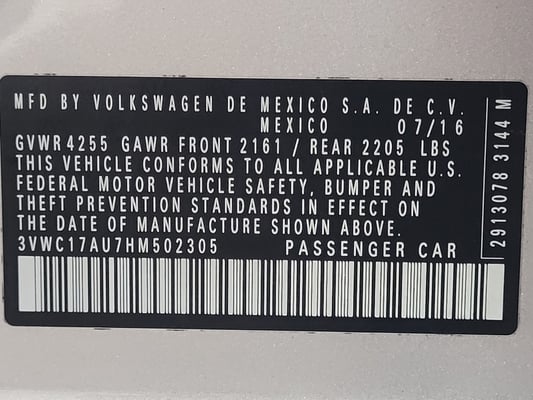 MFD BY VOLKSWAGEN DE MEXICO S.A. DE C.V.
MEXICO 07/16
GVWR 4255 GAWR FRONT 2161 / REAR 2205 LBS
THIS VEHICLE CONFORMS TO ALL APPLICABLE U.S.
FEDERAL MOTOR VEHICLE SAFETY, BUMPER AND
THEFT PREVENTION STANDARDS IN EFFECT ON
THE DATE OF MANUFACTURE SHOWN ABOVE.
3VWC17AU7HM502305 PASSENGER CAR
2913078 3144 M